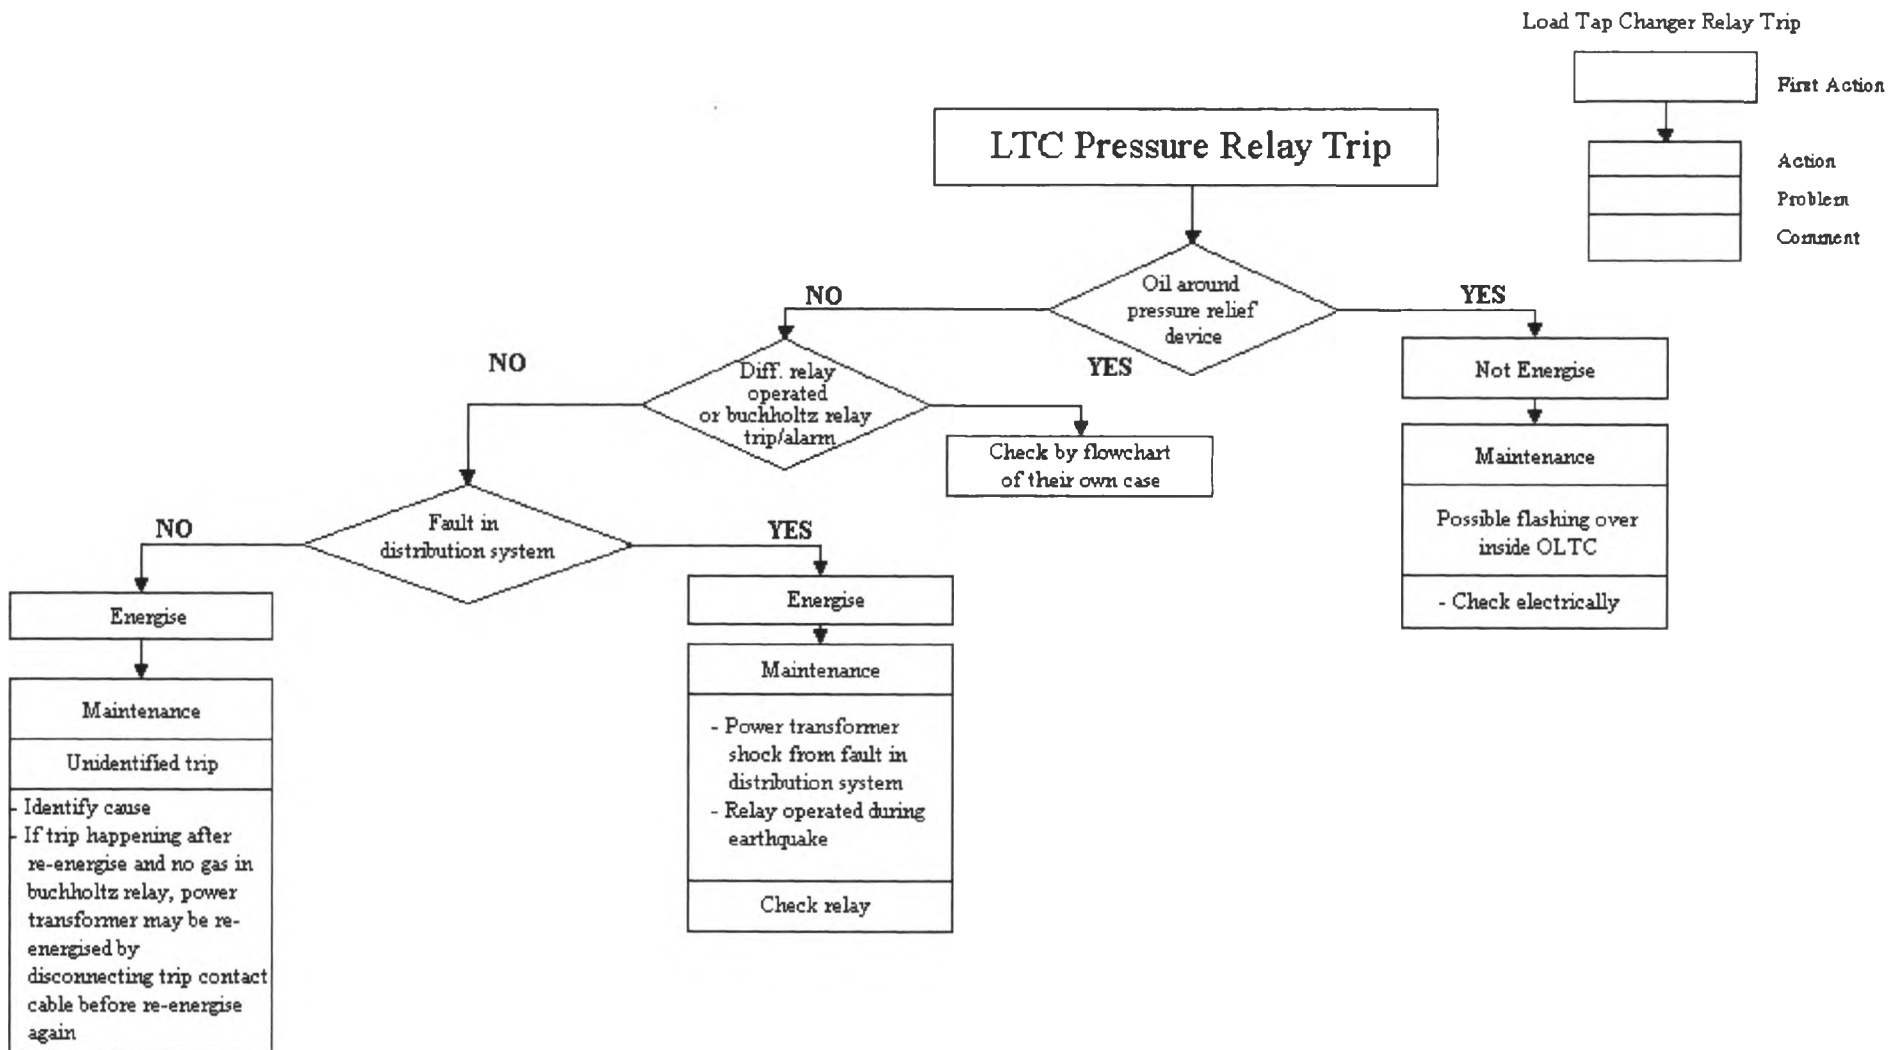 Load Tap Changer Relay Trip
First Action
Action
Problem
Comment
LTC Pressure Relay Trip
Oil around
pressure relief
device
NO
YES
Diff. relay
operated
or buchholtz relay
trip/alarm
NO
YES
Not Energise
Maintenance
Possible flashing over
inside OLTC
- Check electrically
Check by flowchart
of their own case
Fault in
distribution system
NO
YES
Energise
Maintenance
- Power transformer
shock from fault in
distribution system
- Relay operated during
earthquake
Check relay
Energise
Maintenance
Unidentified trip
- Identify cause
- If trip happening after
re-energise and no gas in
buchholtz relay, power
transformer may be re-
energised by
disconnecting trip contact
cable before re-energise
again